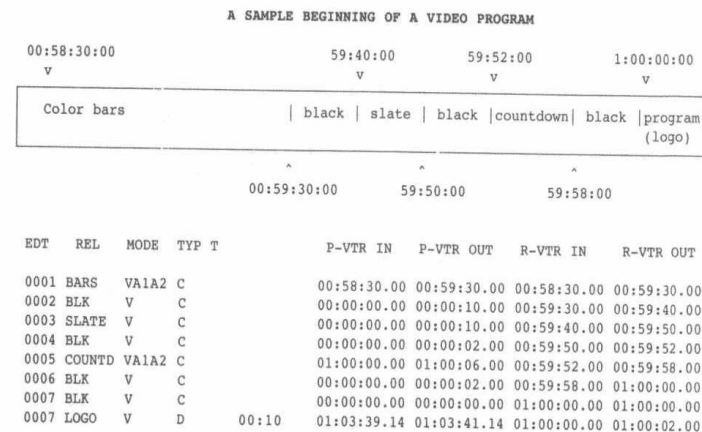 A SAMPLE BEGINNING OF A VIDEO PROGRAM
00:58:30:00 59:40:00 59:52:00 1:00:00:00
v v v v
Color bars | black | slate | black |countdown| black |program
(logo)
^ ^ ^
00:59:30:00 59:50:00 59:58:00
EDT REL MODE TYP T P-VTR IN P-VTR OUT R-VTR IN R-VTR OUT
0001 BARS VA1A2 C 00:58:30.00 00:59:30.00 00:58:30.00 00:59:30.00
0002 BLK V C 00:00:00.00 00:00:10.00 00:59:30.00 00:59:40.00
0003 SLATE V C 00:00:00.00 00:00:10.00 00:59:40.00 00:59:50.00
0004 BLK V C 00:00:00.00 00:00:02.00 00:59:50.00 00:59:52.00
0005 COUNTD VA1A2 C 01:00:00.00 01:00:06.00 00:59:52.00 00:59:58.00
0006 BLK V C 00:00:00.00 00:00:02.00 00:59:58.00 01:00:00.00
0007 BLK V C 00:00:00.00 00:00:00.00 01:00:00.00 01:00:00.00
0007 LOGO V D 00:10 01:03:39.14 01:03:41.14 01:00:00.00 01:00:02.00